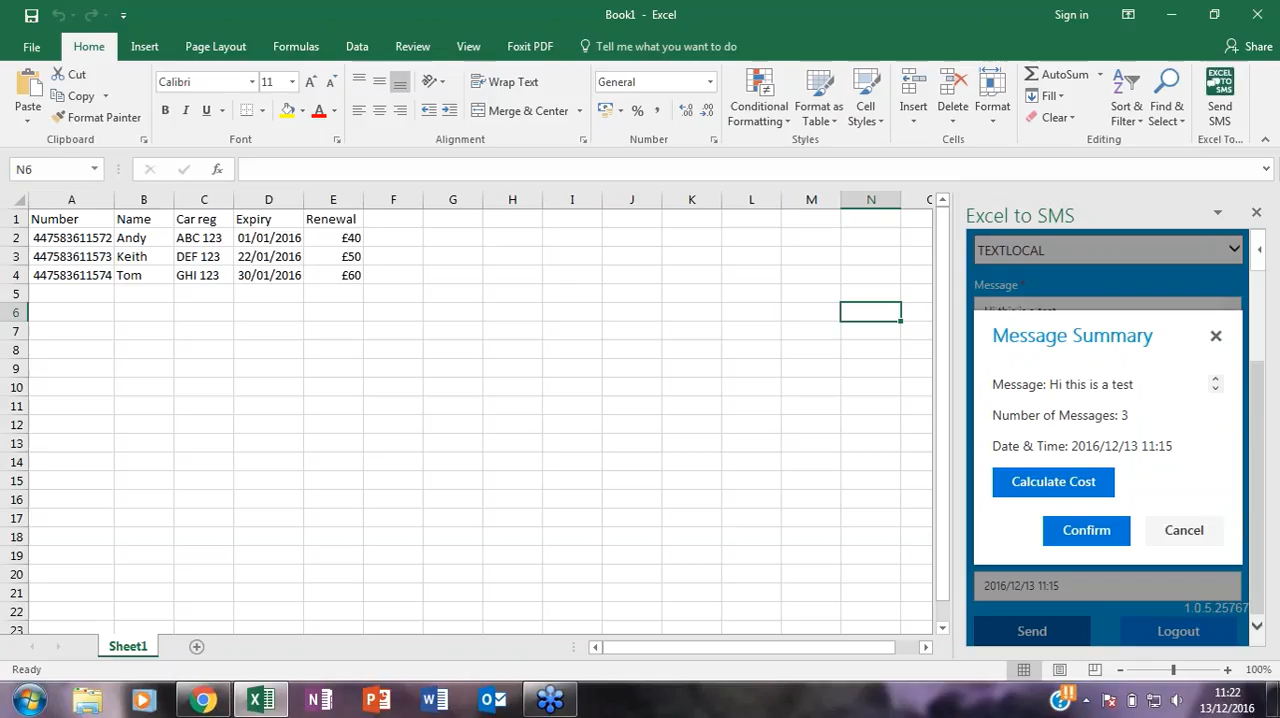 Book1 - Excel
Sign in
File Home Insert Page Layout Formulas Data Review View Foxit PDF Tell me what you want to do Share
Paste
Cut
Copy
Format Painter
Clipboard
Calibri 11
B I U
Font
Wrap Text
Merge & Center
Alignment
General
%
Number
Conditional Formatting
Format as Table
Cell Styles
Styles
Insert
Delete
Format
Cells
AutoSum
Fill
Clear
Sort & Filter
Find & Select
Editing
EXCEL TO SMS
Send SMS
Excel To...
N6
fx
A B C D E F G H I J K L M N
1 Number Name Car reg Expiry Renewal
2 447583611572 Andy ABC 123 01/01/2016 £40
3 447583611573 Keith DEF 123 22/01/2016 £50
4 447583611574 Tom GHI 123 30/01/2016 £60
5
6
7
8
9
10
11
12
13
14
15
16
17
18
19
20
21
22
23
Excel to SMS
TEXTLOCAL
Message *
Hi this is a test
Message Summary
Message: Hi this is a test
Number of Messages: 3
Date & Time: 2016/12/13 11:15
Calculate Cost
Confirm Cancel
2016/12/13 11:15
1.0.5.25767
Send Logout
Sheet1
Ready
100%
11:22
13/12/2016